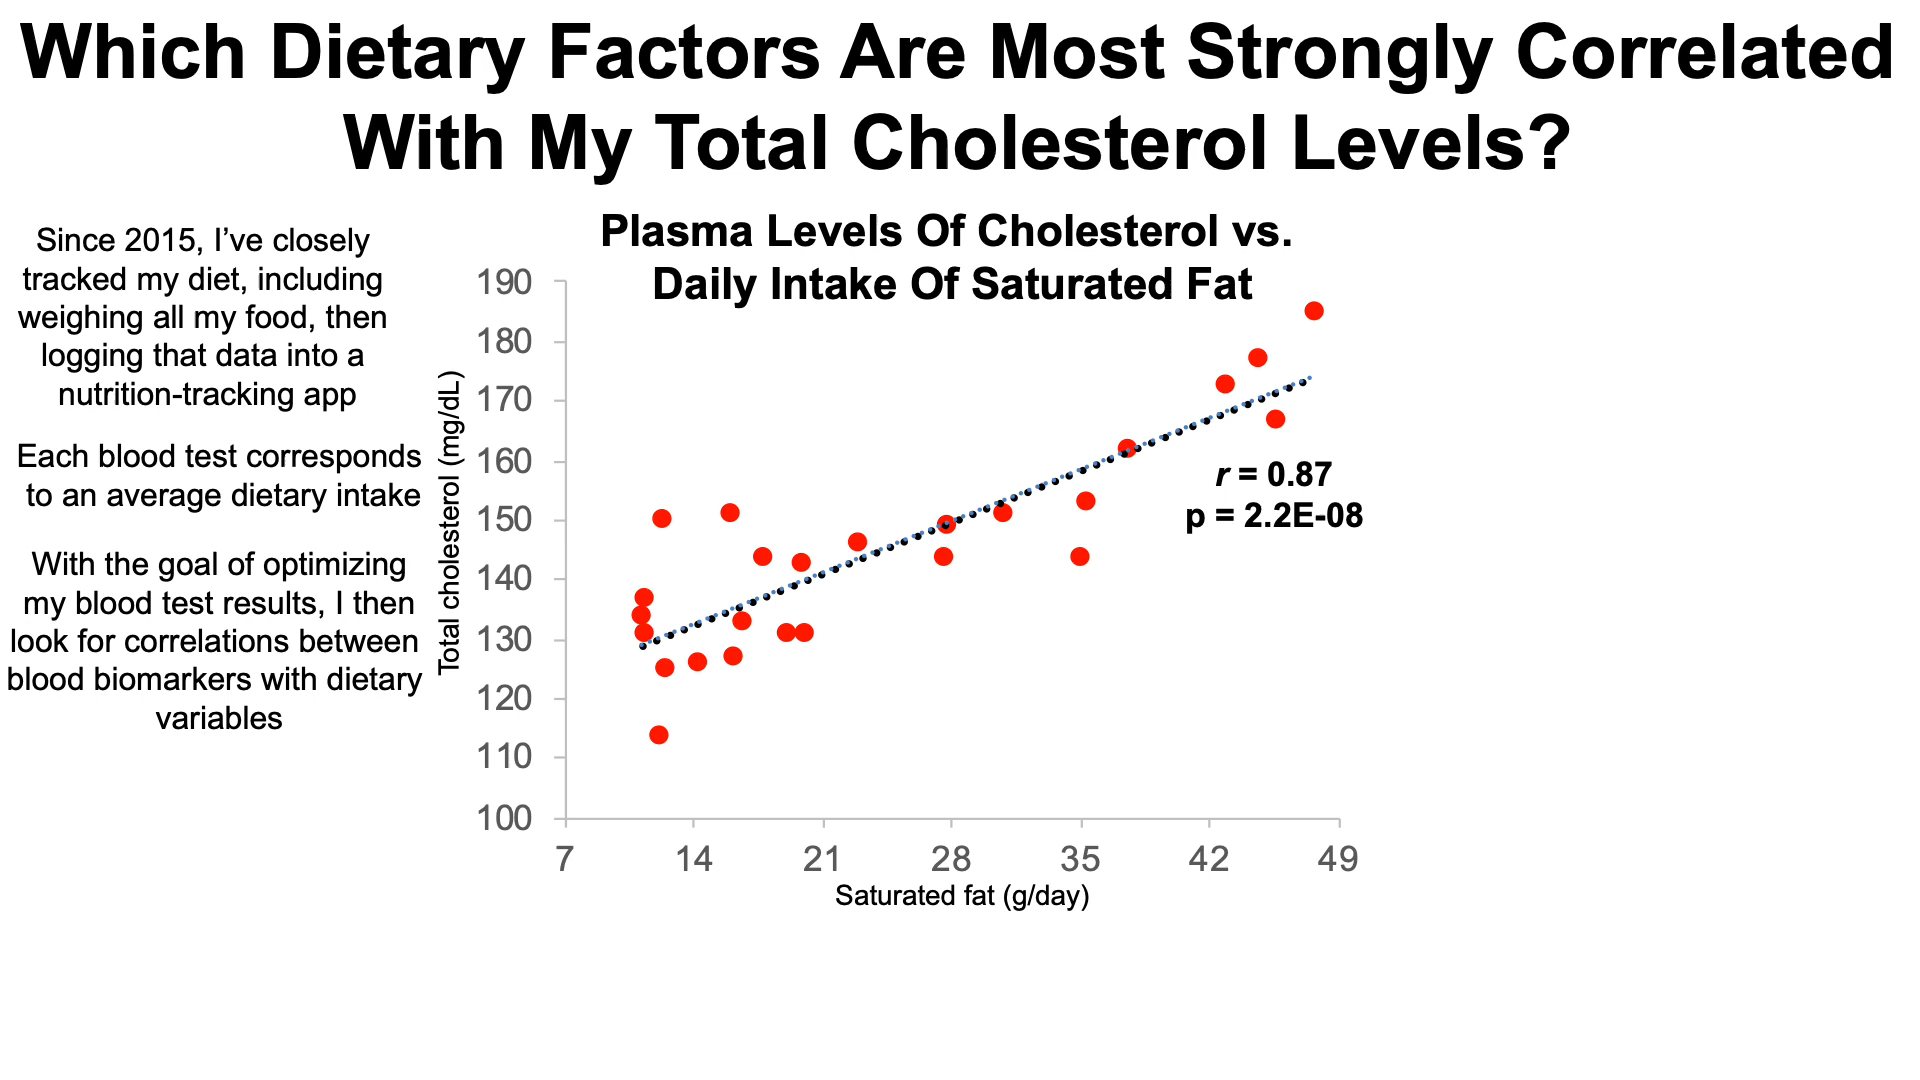 Which Dietary Factors Are Most Strongly Correlated
With My Total Cholesterol Levels?
Since 2015, I’ve closely
tracked my diet, including
weighing all my food, then
logging that data into a
nutrition-tracking app
Each blood test corresponds
to an average dietary intake
With the goal of optimizing
my blood test results, I then
look for correlations between
blood biomarkers with dietary
variables
Plasma Levels Of Cholesterol vs.
Daily Intake Of Saturated Fat
Total cholesterol (mg/dL)
190
180
170
160
150
140
130
120
110
100
r = 0.87
p = 2.2E-08
7 14 21 28 35 42 49
Saturated fat (g/day)